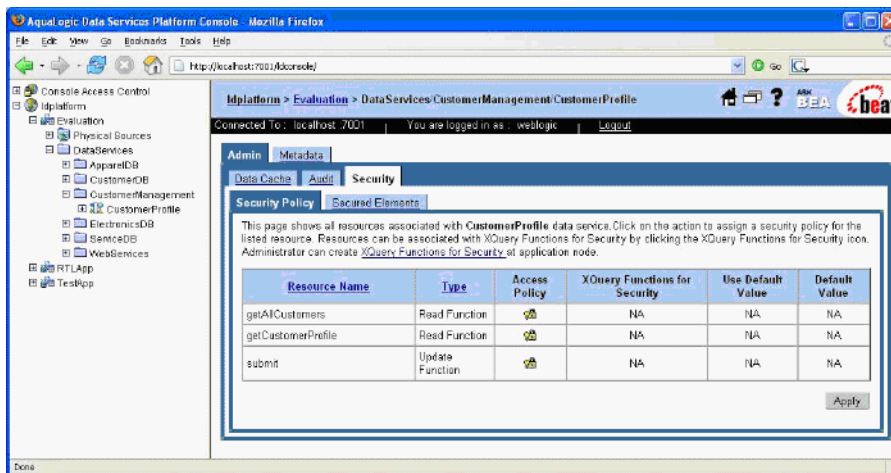 AquaLogic Data Services Platform Console - Mozilla Firefox
File Edit View Go Bookmarks Tools Help
http://localhost:7001/ldconsole/
Go
Console Access Control
ldplatform
Evaluation
Physical Sources
DataServices
ApparelDB
CustomerDB
CustomerManagement
CustomerProfile
ElectronicsDB
ServiceDB
WebServices
RTLApp
TestApp
ldplatform > Evaluation > DataServices/CustomerManagement/CustomerProfile
ASK BEA
bea
Connected To : localhost :7001 You are logged in as : weblogic Logout
Admin Metadata
Data Cache Audit Security
Security Policy Secured Elements
This page shows all resources associated with CustomerProfile data service.Click on the action to assign a security policy for the
listed resource. Resources can be associated with XQuery Functions for Security by clicking the XQuery Functions for Security icon.
Administrator can create XQuery Functions for Security at application node.
Resource Name Type Access Policy XQuery Functions for Security Use Default Value Default Value
getAllCustomers Read Function NA NA NA
getCustomerProfile Read Function NA NA NA
submit Update Function NA NA NA
Apply
Done